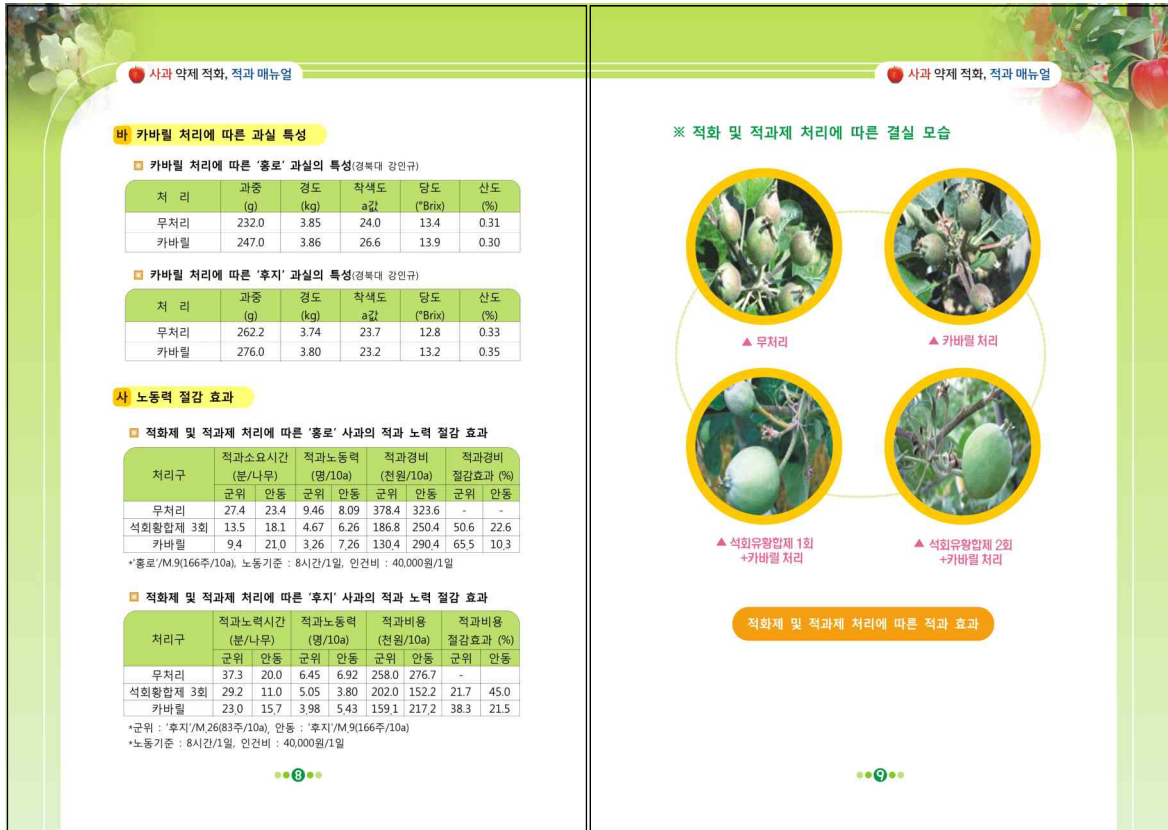 사과 약제 적화, 적과 매뉴얼
바 카바릴 처리에 따른 과실 특성
카바릴 처리에 따른 '홍로' 과실의 특성(경북대 강인규)
처 리 과중 (g) 경도 (kg) 착색도 a값 당도 (°Brix) 산도 (%)
무처리 232.0 3.85 24.0 13.4 0.31
카바릴 247.0 3.86 26.6 13.9 0.30
카바릴 처리에 따른 '후지' 과실의 특성(경북대 강인규)
처 리 과중 (g) 경도 (kg) 착색도 a값 당도 (°Brix) 산도 (%)
무처리 262.2 3.74 23.7 12.8 0.33
카바릴 276.0 3.80 23.2 13.2 0.35
사 노동력 절감 효과
적화제 및 적과제 처리에 따른 '홍로' 사과의 적과 노력 절감 효과
처리구 적과소요시간 (분/나무) 적과노동력 (명/10a) 적과경비 (천원/10a) 적과경비 절감효과 (%)
군위 안동 군위 안동 군위 안동 군위 안동
무처리 27.4 23.4 9.46 8.09 378.4 323.6 - -
석회황합제 3회 13.5 18.1 4.67 6.26 186.8 250.4 50.6 22.6
카바릴 9.4 21.0 3.26 7.26 130.4 290.4 65.5 10.3
*'홍로'/M.9(166주/10a), 노동기준 : 8시간/1일, 인건비 : 40,000원/1일
적화제 및 적과제 처리에 따른 '후지' 사과의 적과 노력 절감 효과
처리구 적과노력시간 (분/나무) 적과노동력 (명/10a) 적과비용 (천원/10a) 적과비용 절감효과 (%)
군위 안동 군위 안동 군위 안동 군위 안동
무처리 37.3 20.0 6.45 6.92 258.0 276.7 -
석회황합제 3회 29.2 11.0 5.05 3.80 202.0 152.2 21.7 45.0
카바릴 23.0 15.7 3.98 5.43 159.1 217.2 38.3 21.5
*군위 : '후지'/M.26(83주/10a), 안동 : '후지'/M.9(166주/10a)
*노동기준 : 8시간/1일, 인건비 : 40,000원/1일
8
사과 약제 적화, 적과 매뉴얼
※ 적화 및 적과제 처리에 따른 결실 모습
▲ 무처리
▲ 카바릴 처리
▲ 석회유황합제 1회
+카바릴 처리
▲ 석회유황합제 2회
+카바릴 처리
적화제 및 적과제 처리에 따른 적과 효과
9